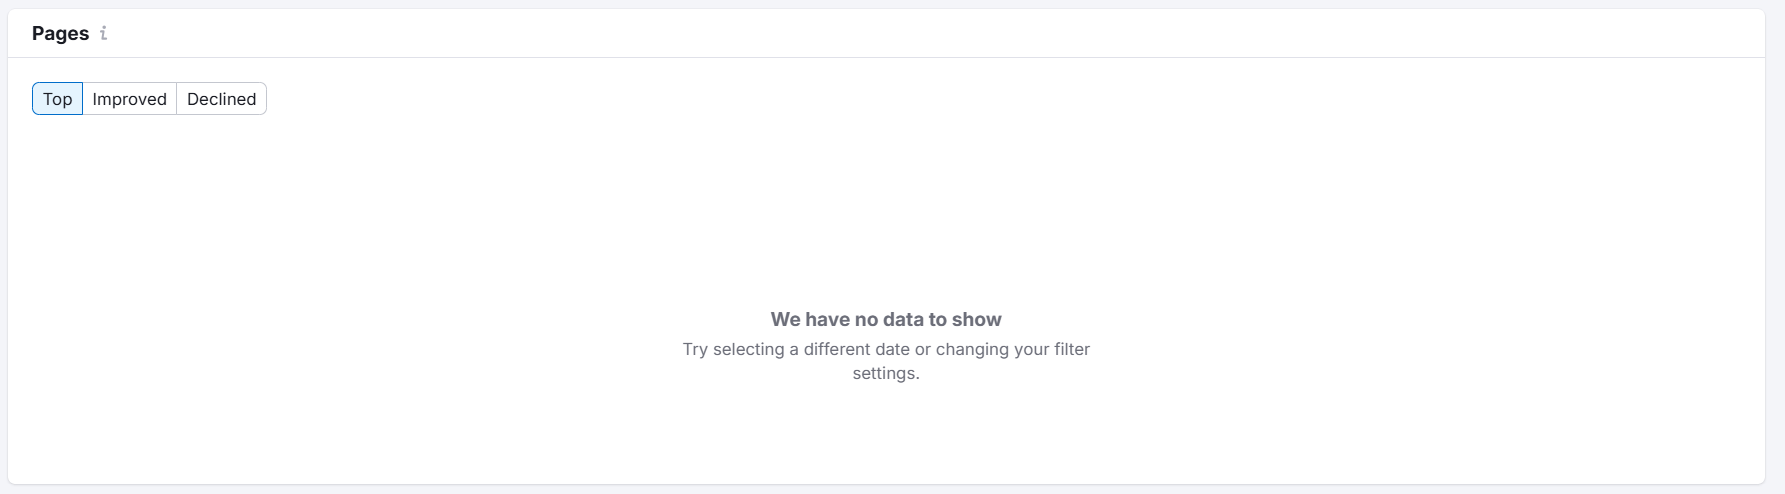 Pages
Top Improved Declined
We have no data to show
Try selecting a different date or changing your filter
settings.